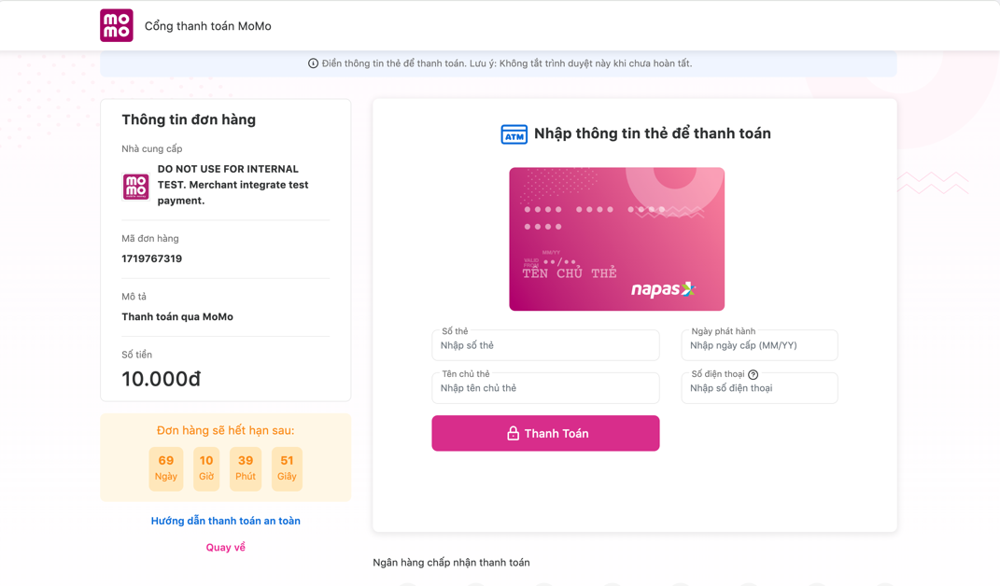 MO
MO
Cổng thanh toán MoMo
Điền thông tin thẻ để thanh toán. Lưu ý: Không tắt trình duyệt này khi chưa hoàn tất.
Thông tin đơn hàng
Nhà cung cấp
MO
MO
DO NOT USE FOR INTERNAL
TEST. Merchant integrate test
payment.
Mã đơn hàng
1719767319
Mô tả
Thanh toán qua MoMo
Số tiền
10.000đ
Đơn hàng sẽ hết hạn sau:
69 10 39 51
Ngày Giờ Phút Giây
Hướng dẫn thanh toán an toàn
Quay về
ATM Nhập thông tin thẻ để thanh toán
MM/YY
VALID
FROM ••/••
TÊN CHỦ THẺ
napas
Số thẻ
Nhập số thẻ
Ngày phát hành
Nhập ngày cấp (MM/YY)
Tên chủ thẻ
Nhập tên chủ thẻ
Số điện thoại
Nhập số điện thoại
Thanh Toán
Ngân hàng chấp nhận thanh toán